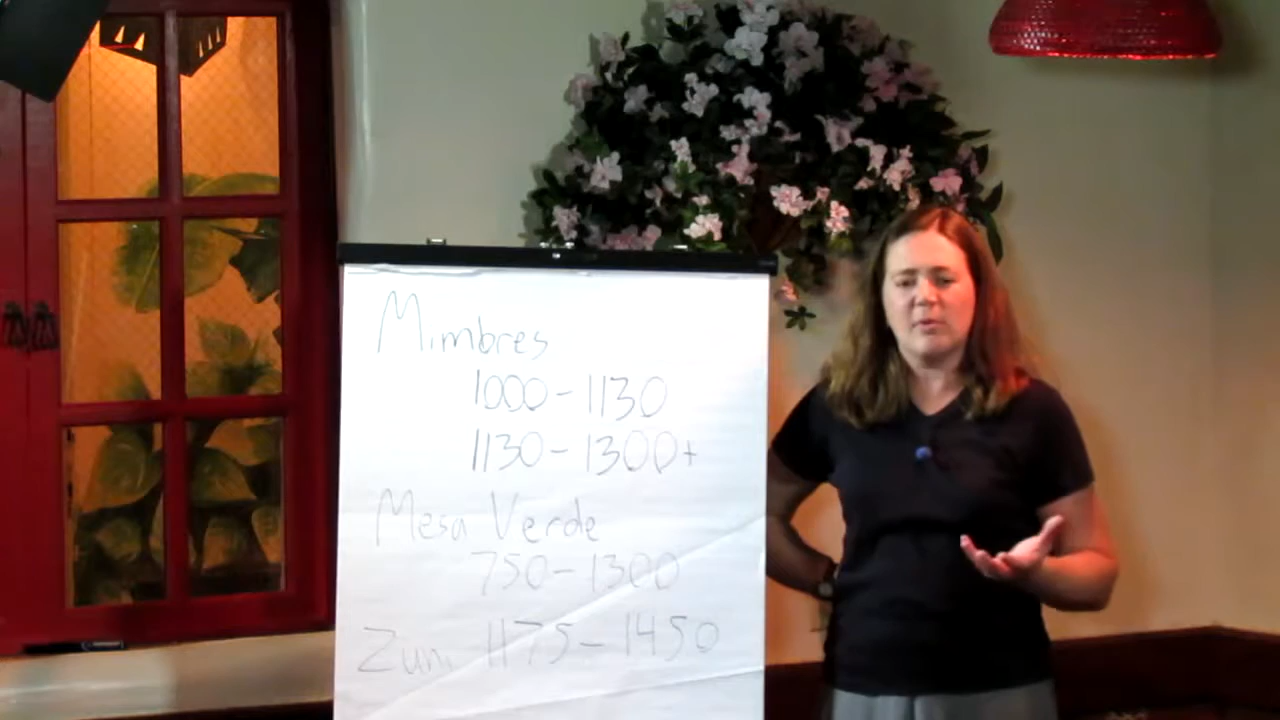 Mimbres
1000-1130
1130-1300+
Mesa Verde
750-1300
Zuni 1175-1450